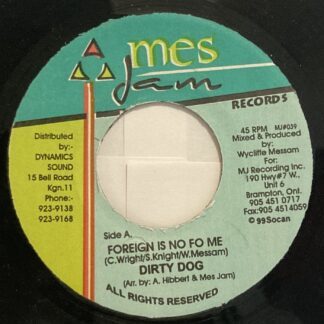 mes
Jam
RECORDS
Distributed
by:-
DYNAMICS
SOUND
15 Bell Road
Kgn.11
Phone:-
923-9138
923-9168
45 RPM MJ#039
Mixed & Produced
by:
Wycliffe Messam
For:
MJ Recording Inc.
190 Hwy#7 W.,
Unit 6
Brampton, Ont
905 451 0717
Fax:905 4514059
© 99Socan
Side A.
FOREIGN IS NO FO ME
(C.Wright/S.Knight/W.Messam)
DIRTY DOG
(Arr. by: A. Hibbert & Mes Jam)
ALL RIGHTS RESERVED